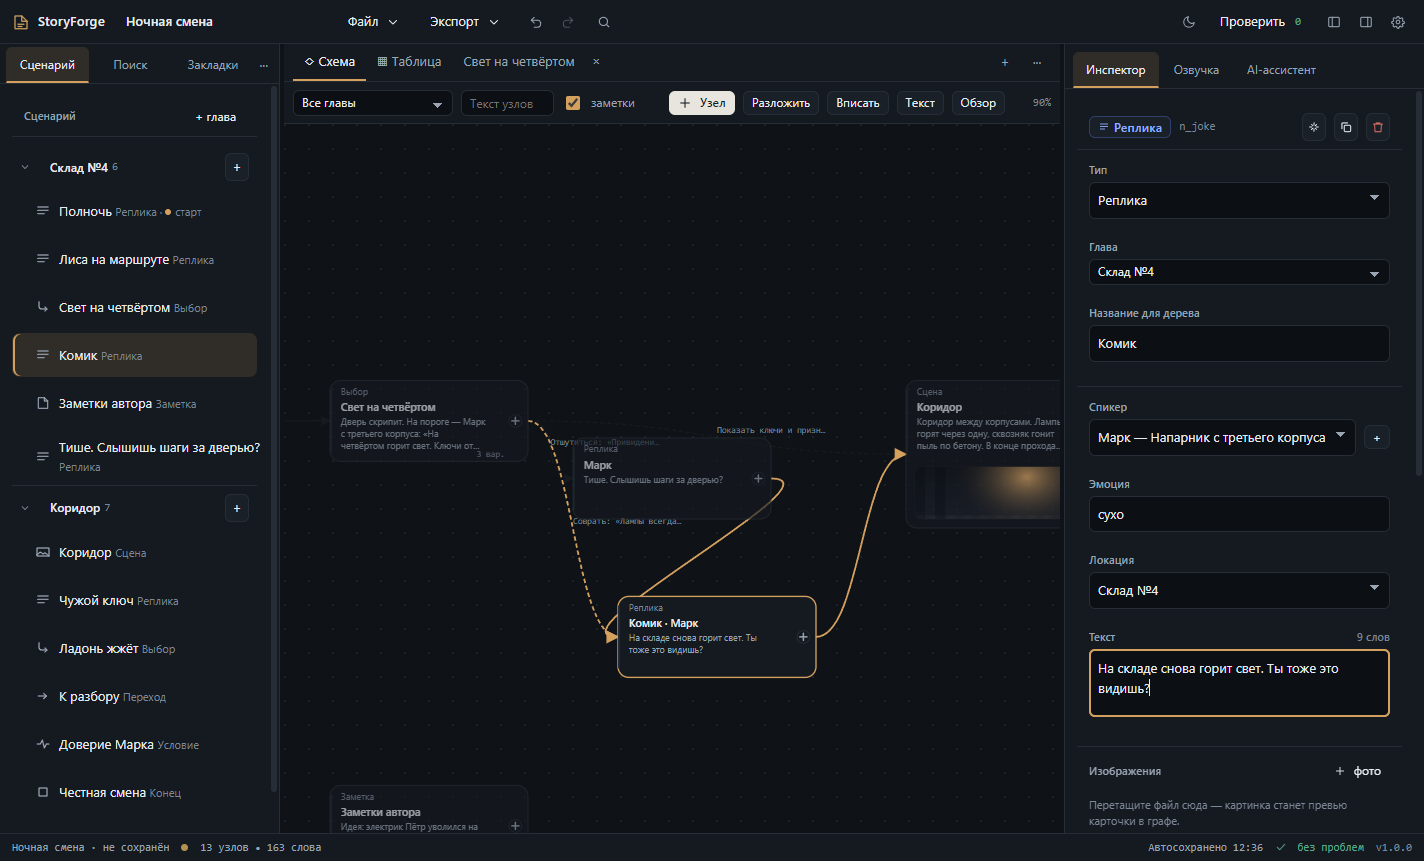 StoryForge Ночная смена Файл Экспорт Проверить 0
Сценарий Поиск Закладки ...
Сценарий + глава
Склад №4 6 +
Полночь Реплика · старт
Лиса на маршруте Реплика
Свет на четвёртом Выбор
Комик Реплика
Заметки автора Заметка
Тише. Слышишь шаги за дверью?
Реплика
Коридор 7 +
Коридор Сцена
Чужой ключ Реплика
Ладонь жжёт Выбор
К разбору Переход
Доверие Марка Условие
Честная смена Конец
Схема Таблица Свет на четвёртом × + ...
Все главы Текст узлов заметки + Узел Разложить Вписать Текст Обзор 90%
Выбор
Свет на четвёртом
Дверь скрипит. На пороге — Марк
с третьего корпуса: «На
четвёртом горит свет. Ключи от…
3 вар.
Отшутиться: «Привидени…
Показать ключи и призн…
Реплика
Марк
Тише. Слышишь шаги за дверью?
Соврать: «Лампы всегда…
Реплика
Комик · Марк
На складе снова горит свет. Ты
тоже это видишь?
Сцена
Коридор
Коридор между корпусами. Лампы
горят через одну, сквозняк гонит
пыль по бетону. В конце прохода…
Заметка
Заметки автора
Идея: электрик Пётр уволился на
Инспектор Озвучка AI-ассистент
Реплика n_joke
Тип
Реплика
Глава
Склад №4
Название для дерева
Комик
Спикер
Марк — Напарник с третьего корпуса +
Эмоция
сухо
Локация
Склад №4
Текст 9 слов
На складе снова горит свет. Ты тоже это
видишь?
Изображения + фото
Перетащите файл сюда — картинка станет превью
карточки в графе.
Ночная смена · не сохранён 13 узлов • 163 слова Автосохранено 12:36 ✓ без проблем v1.0.0